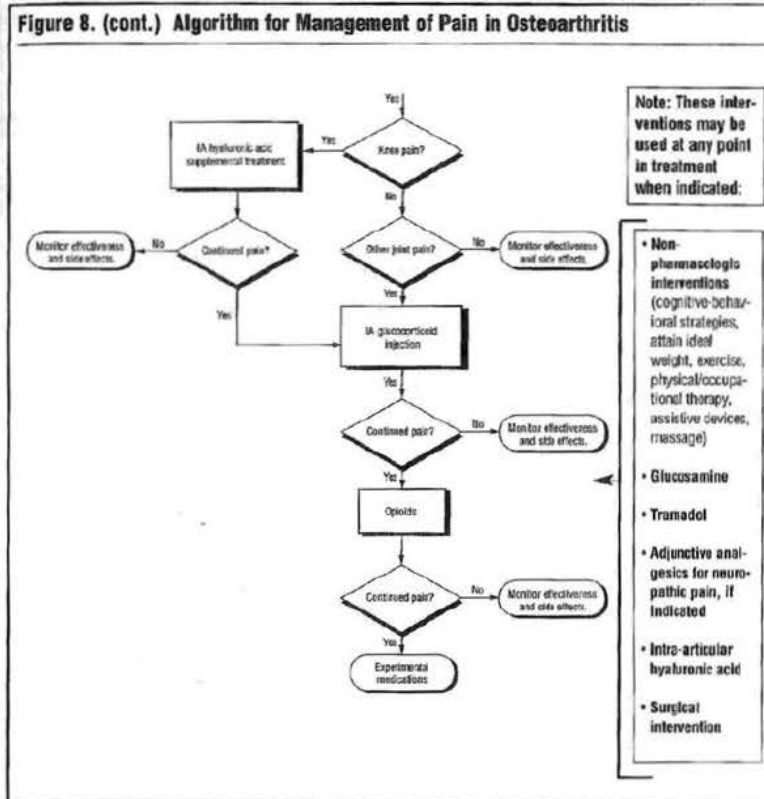 Figure 8. (cont.) Algorithm for Management of Pain in Osteoarthritis
Yes
Knee pain?
Yes
IA hyaluronic acid
supplemental treatment
No
Continued pain?
No
Monitor effectiveness
and side effects.
Other joint pain?
No
Monitor effectiveness
and side effects.
Yes
Yes
IA glucocorticoid
injection
Yes
Continued pain?
No
Monitor effectiveness
and side effects.
Yes
Opioids
Continued pain?
No
Monitor effectiveness
and side effects.
Yes
Experimental
medications
Note: These inter-
ventions may be
used at any point
in treatment
when indicated:
• Non-
pharmacologic
interventions
(cognitive-behav-
ioral strategies,
attain ideal
weight, exercise,
physical/occupa-
tional therapy,
assistive devices,
massage)
• Glucosamine
• Tramadol
• Adjunctive anal-
gesics for neuro-
pathic pain, if
indicated
• Intra-articular
hyaluronic acid
• Surgical
intervention